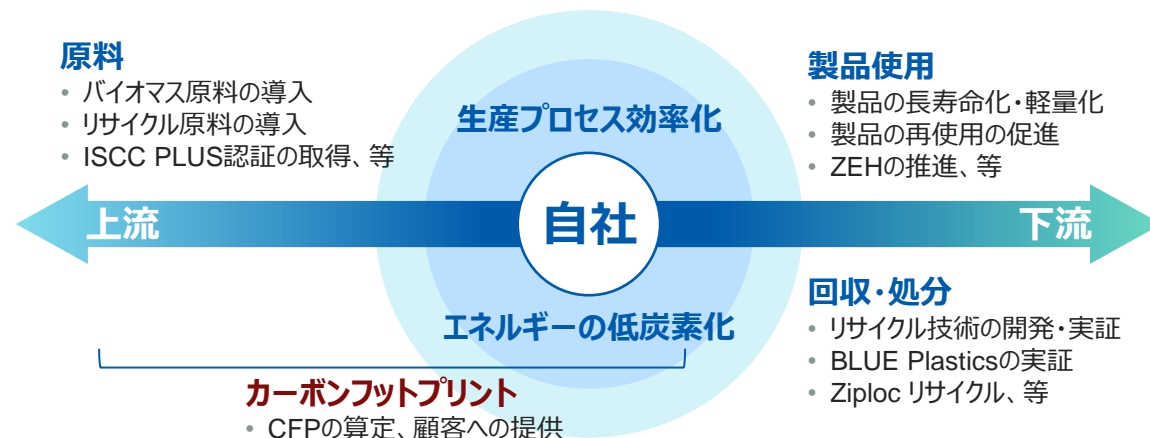 原料
• バイオマス原料の導入
• リサイクル原料の導入
• ISCC PLUS認証の取得、等
生産プロセス効率化
製品使用
• 製品の長寿命化・軽量化
• 製品の再使用の促進
• ZEHの推進、等
上流
自社
下流
エネルギーの低炭素化
回収・処分
• リサイクル技術の開発・実証
• BLUE Plasticsの実証
• Ziploc リサイクル、等
カーボンフットプリント
• CFPの算定、顧客への提供